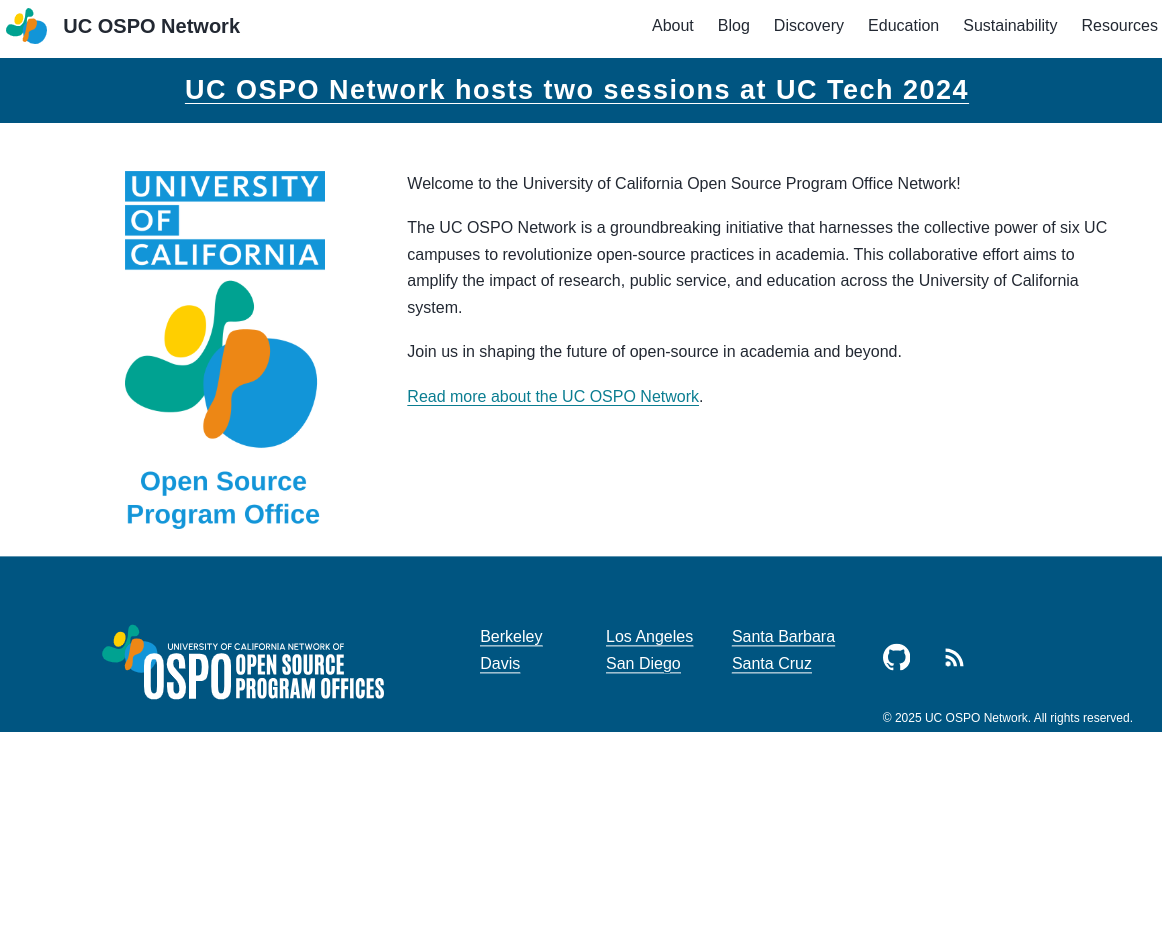 UC OSPO Network
About Blog Discovery Education Sustainability Resources
UC OSPO Network hosts two sessions at UC Tech 2024
UNIVERSITY
OF
CALIFORNIA
Open Source
Program Office
Welcome to the University of California Open Source Program Office Network!
The UC OSPO Network is a groundbreaking initiative that harnesses the collective power of six UC
campuses to revolutionize open-source practices in academia. This collaborative effort aims to
amplify the impact of research, public service, and education across the University of California
system.
Join us in shaping the future of open-source in academia and beyond.
Read more about the UC OSPO Network.
UNIVERSITY OF CALIFORNIA NETWORK OF
OSPO OPEN SOURCE
PROGRAM OFFICES
Berkeley Los Angeles Santa Barbara
Davis San Diego Santa Cruz
© 2025 UC OSPO Network. All rights reserved.